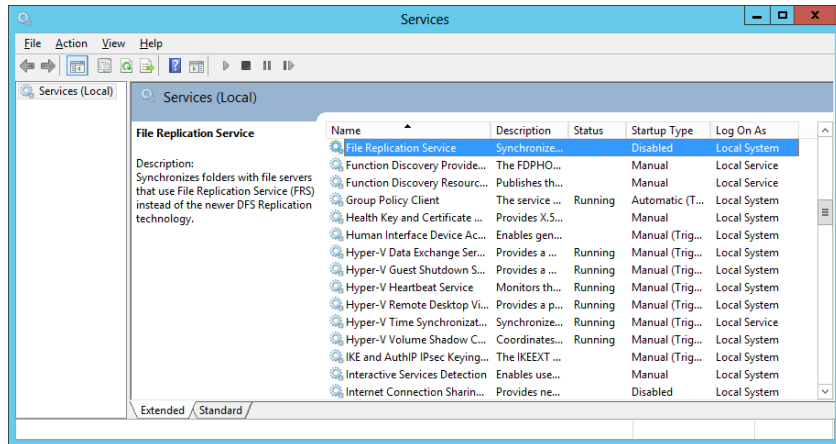 Services
File Action View Help
Services (Local)
Services (Local)
File Replication Service
Description:
Synchronizes folders with file servers
that use File Replication Service (FRS)
instead of the newer DFS Replication
technology.
Name Description Status Startup Type Log On As
File Replication Service Synchronize... Disabled Local System
Function Discovery Provide... The FDPHO... Manual Local Service
Function Discovery Resourc... Publishes th... Manual Local Service
Group Policy Client The service ... Running Automatic (T... Local System
Health Key and Certificate ... Provides X.5... Manual Local System
Human Interface Device Ac... Enables gen... Manual (Trig... Local System
Hyper-V Data Exchange Ser... Provides a ... Running Manual (Trig... Local System
Hyper-V Guest Shutdown S... Provides a ... Running Manual (Trig... Local System
Hyper-V Heartbeat Service Monitors th... Running Manual (Trig... Local System
Hyper-V Remote Desktop Vi... Provides a p... Running Manual (Trig... Local System
Hyper-V Time Synchronizat... Synchronize... Running Manual (Trig... Local Service
Hyper-V Volume Shadow C... Coordinates... Running Manual (Trig... Local System
IKE and AuthIP IPsec Keying... The IKEEXT ... Manual (Trig... Local System
Interactive Services Detection Enables use... Manual Local System
Internet Connection Sharin... Provides ne... Disabled Local System
Extended Standard